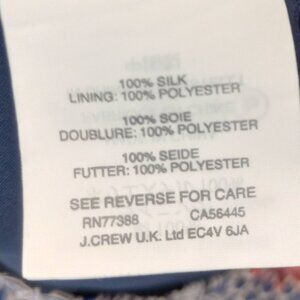 100% SILK
LINING: 100% POLYESTER
100% SOIE
DOUBLURE: 100% POLYESTER
100% SEIDE
FUTTER: 100% POLYESTER
SEE REVERSE FOR CARE
RN77388 CA56445
J.CREW U.K. Ltd EC4V 6JA